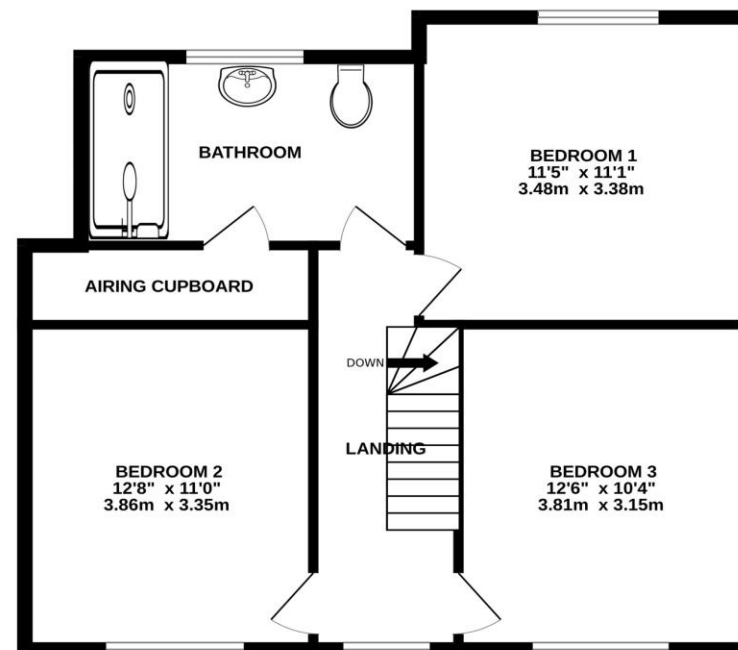 BATHROOM
BEDROOM 1
11'5" x 11'1"
3.48m x 3.38m
AIRING CUPBOARD
DOWN
LANDING
BEDROOM 2
12'8" x 11'0"
3.86m x 3.35m
BEDROOM 3
12'6" x 10'4"
3.81m x 3.15m